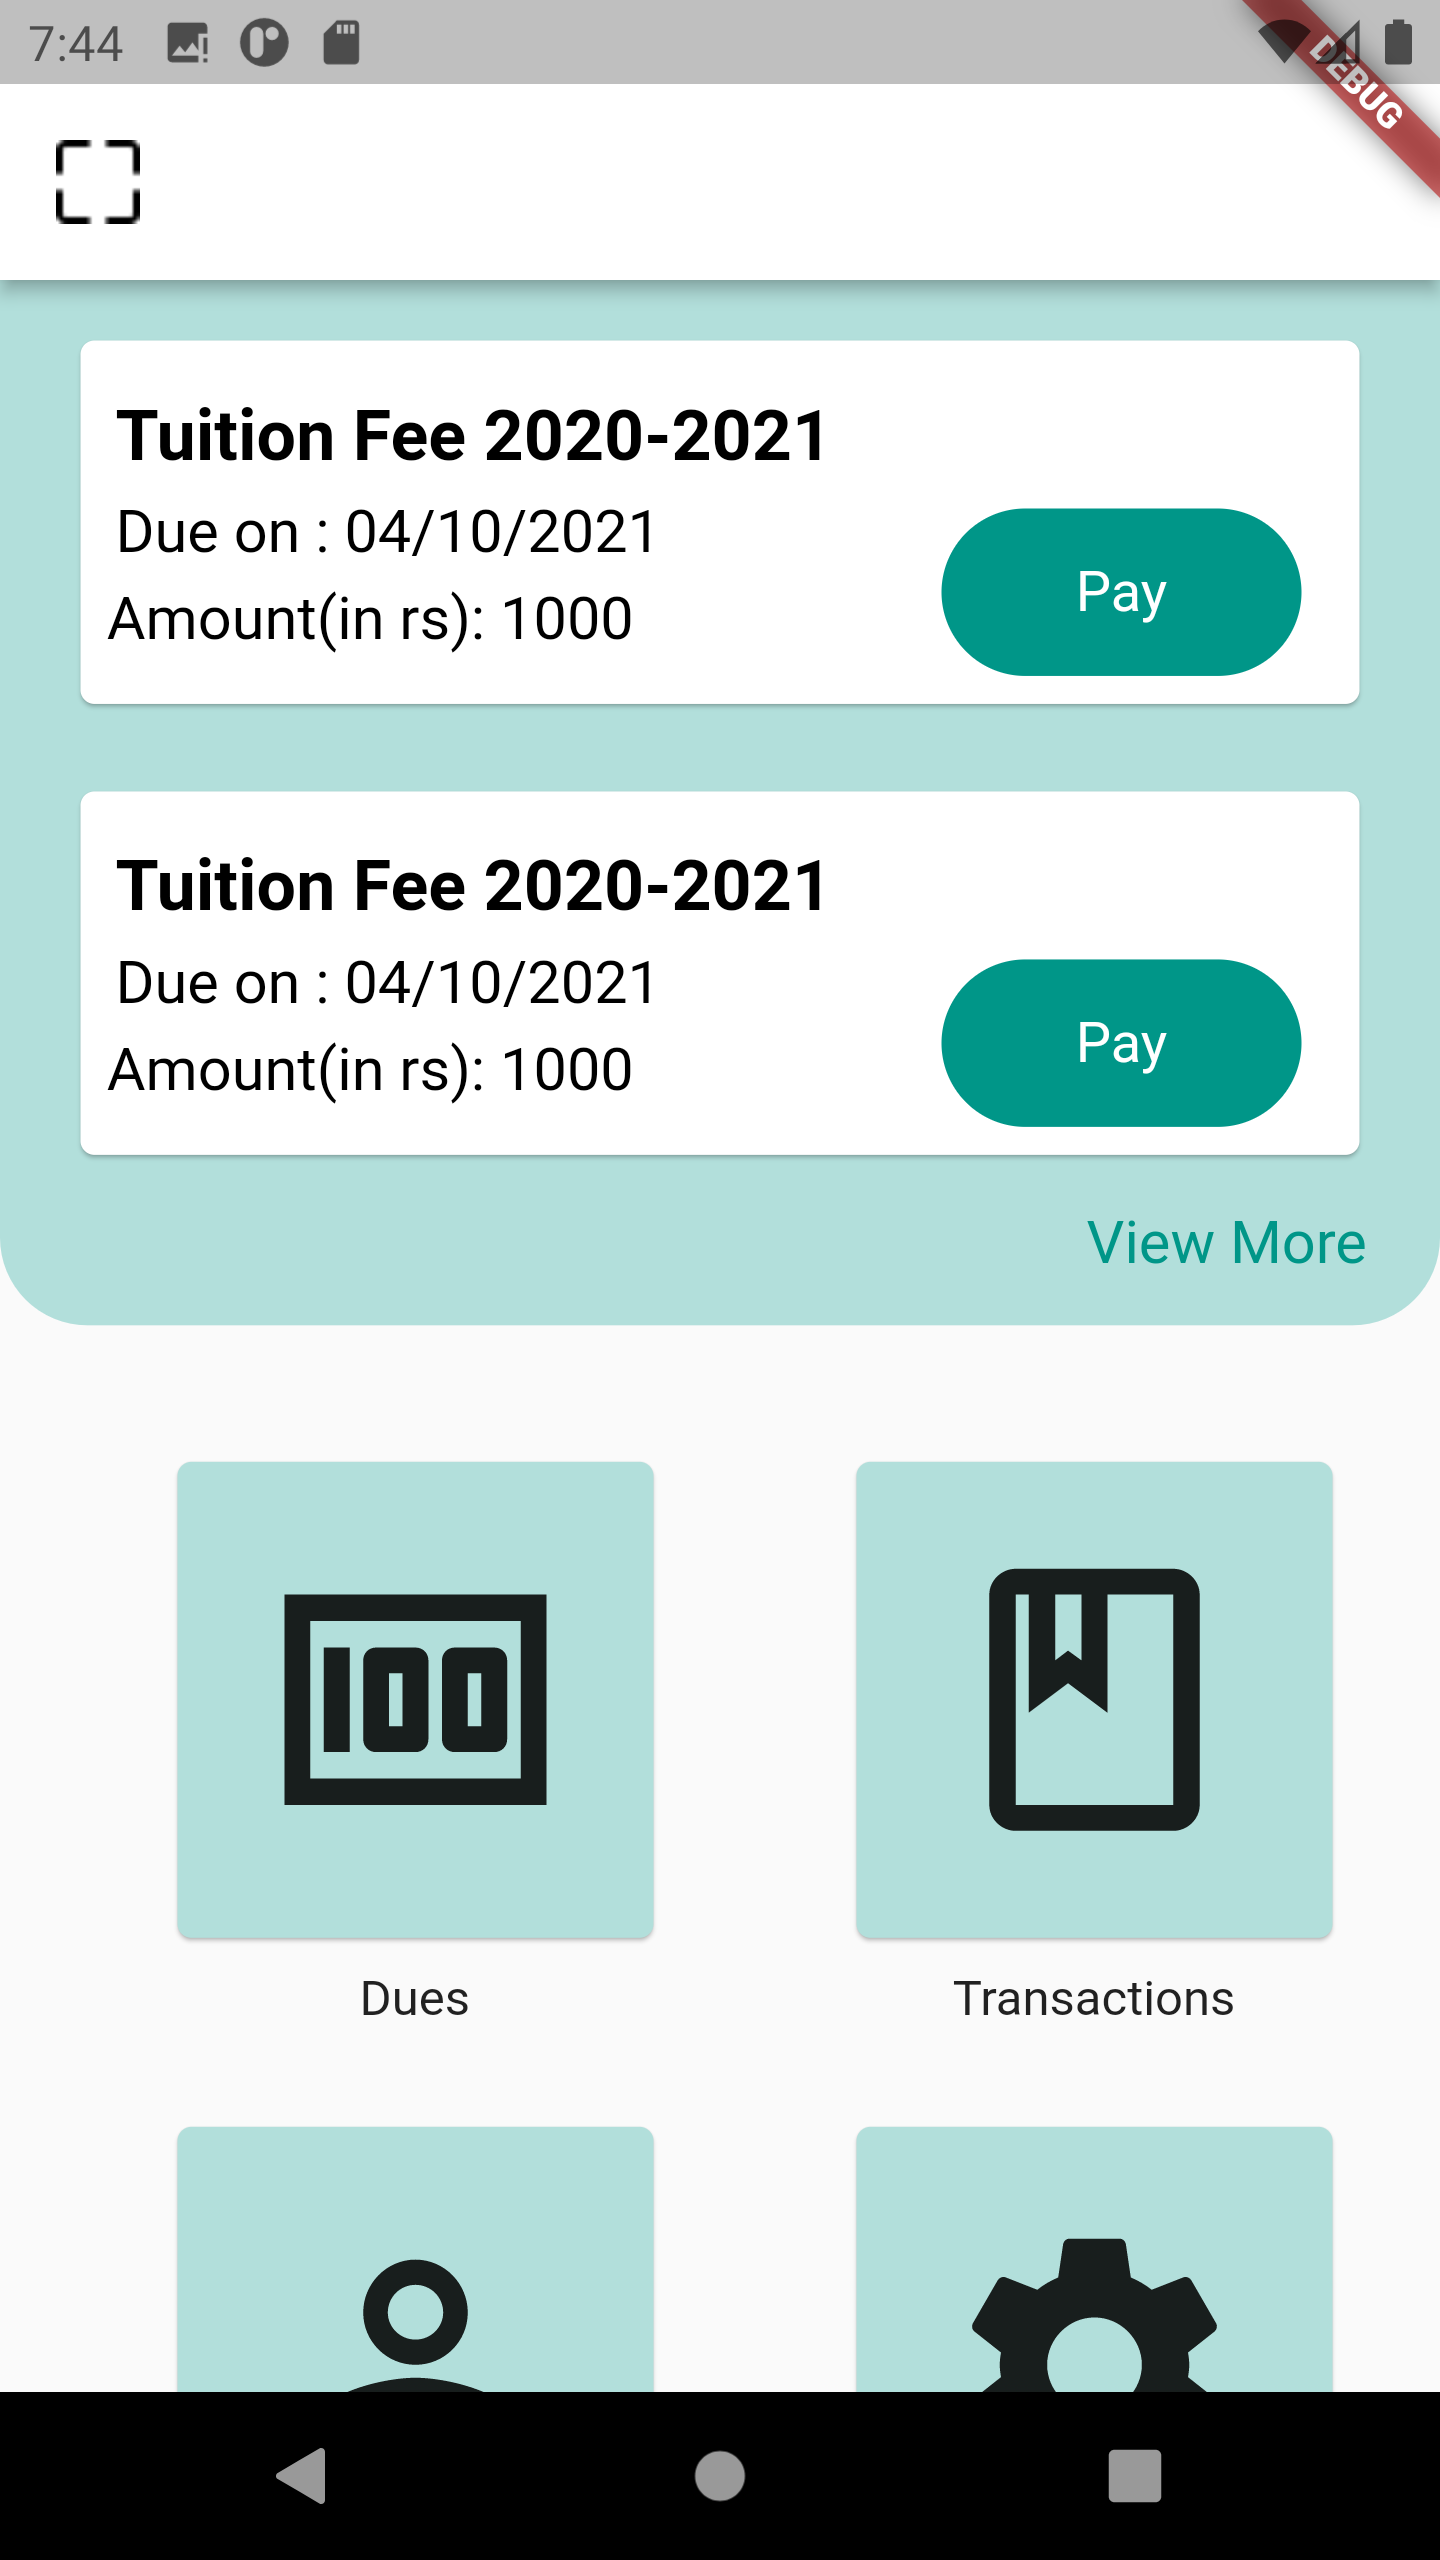 7:44
DEBUG
Tuition Fee 2020-2021
Due on : 04/10/2021
Amount(in rs): 1000
Pay
Tuition Fee 2020-2021
Due on : 04/10/2021
Amount(in rs): 1000
Pay
View More
100
Dues
Transactions